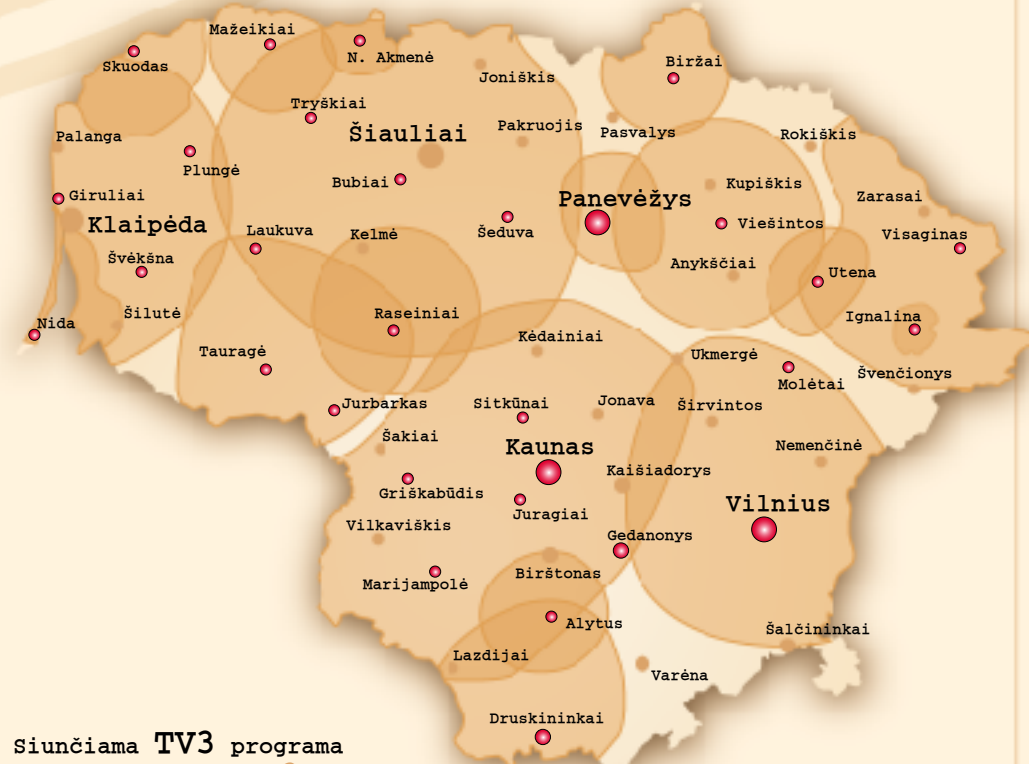 Mažeikiai
N. Akmenė
Skuodas
Biržai
Joniškis
Tryškiai
Pakruojis
Pasvalys
Rokiškis
Palanga
Šiauliai
Plungė
Bubiai
Kupiškis
Giruliai
Panevėžys
Zarasai
Klaipėda
Laukuva
Kelmė
Šeduva
Viešintos
Visaginas
Švėkšna
Anykščiai
Utena
Nida
Šilutė
Raseiniai
Ignalina
Kėdainiai
Tauragė
Ukmergė
Molėtai
Švenčionys
Jurbarkas
Sitkūnai
Jonava
Širvintos
Šakiai
Kaunas
Nemenčinė
Kaišiadorys
Griškabūdis
Vilnius
Juragiai
Vilkaviškis
Gedanonys
Birštonas
Marijampolė
Alytus
Šalčininkai
Lazdijai
Varėna
Druskininkai
Siunčiama TV3 programa